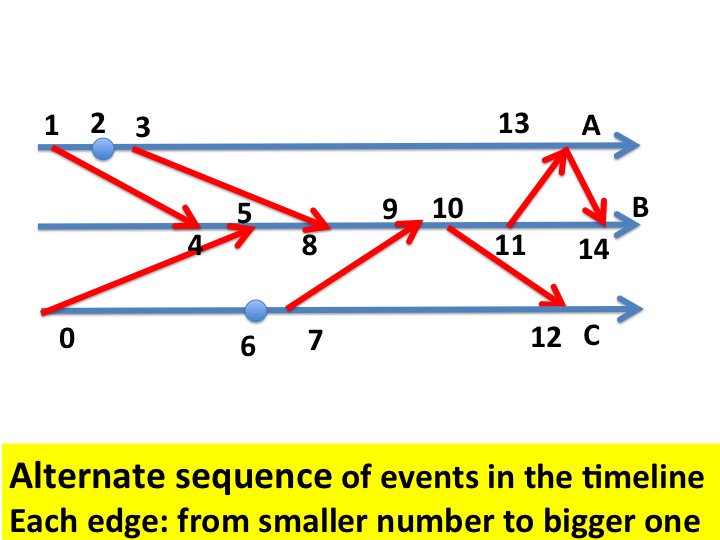 1 2 3 13 A
5 9 10 B
4 8 11 14
0 6 7 12 C
Alternate sequence of events in the timeline
Each edge: from smaller number to bigger one